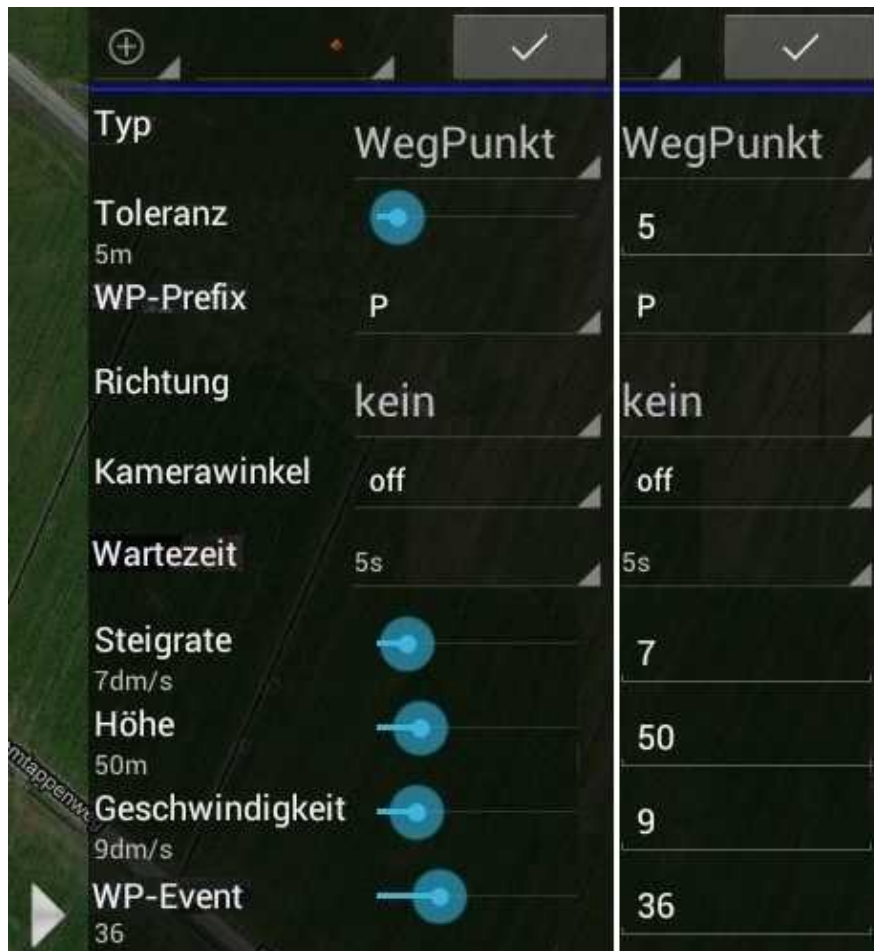 Typ
WegPunkt
Toleranz
5m
WP-Prefix
P
Richtung
kein
Kamerawinkel
off
Wartezeit
5s
Steigrate
7dm/s
Höhe
50m
Geschwindigkeit
9dm/s
WP-Event
36
WegPunkt
5
P
kein
off
5s
7
50
9
36